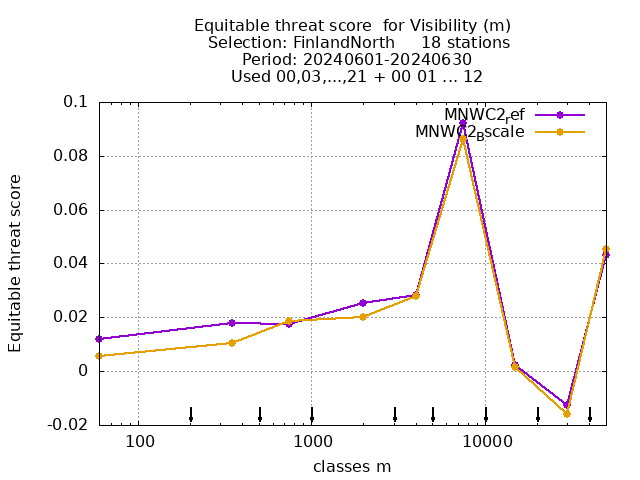 Equitable threat score  for Visibility (m)
Selection: FinlandNorth     18 stations
Period: 20240601-20240630
Used 00,03,...,21 + 00 01 ... 12
MNWC2ref
MNWC2Bscale
0.1
0.08
0.06
0.04
0.02
0
-0.02
Equitable threat score
100
1000
10000
classes m